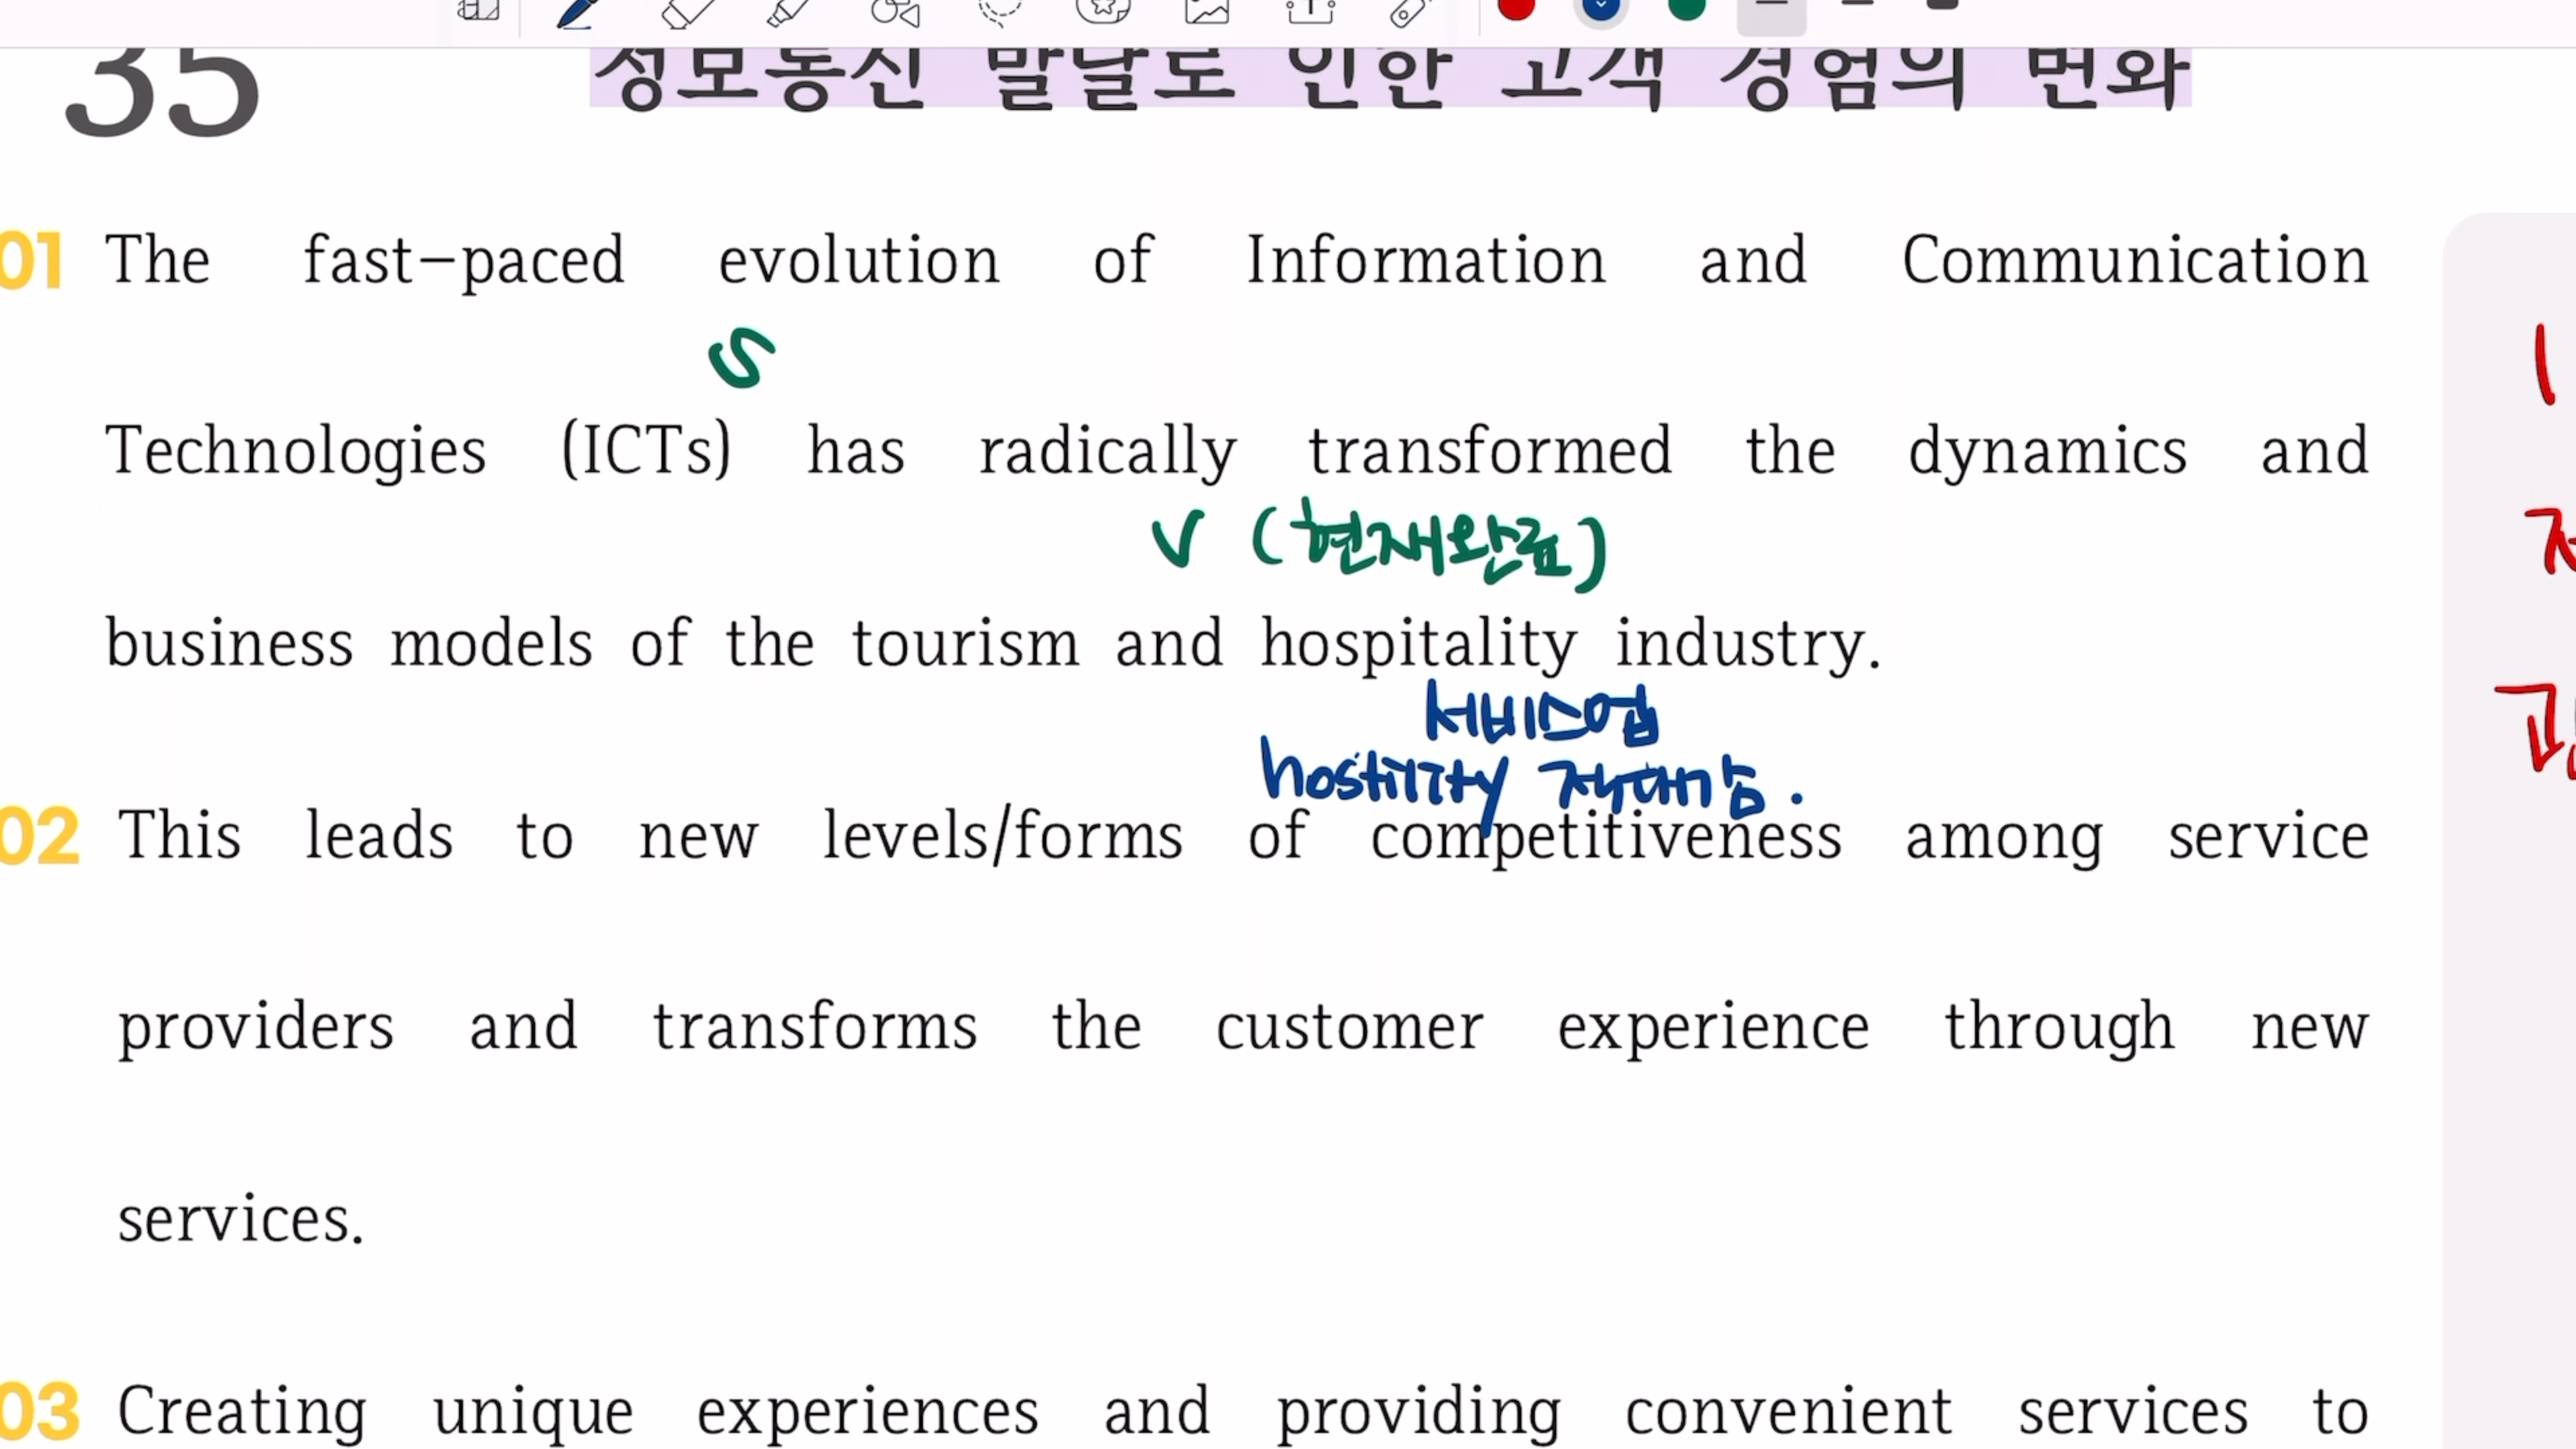 35 정보통신 발달로 인한 고객 경험의 변화
01 The fast-paced evolution of Information and Communication
S
Technologies (ICTs) has radically transformed the dynamics and
V (현재완료)
business models of the tourism and hospitality industry.
서비스업
hostility 적대감.
02 This leads to new levels/forms of competitiveness among service
providers and transforms the customer experience through new
services.
03 Creating unique experiences and providing convenient services to